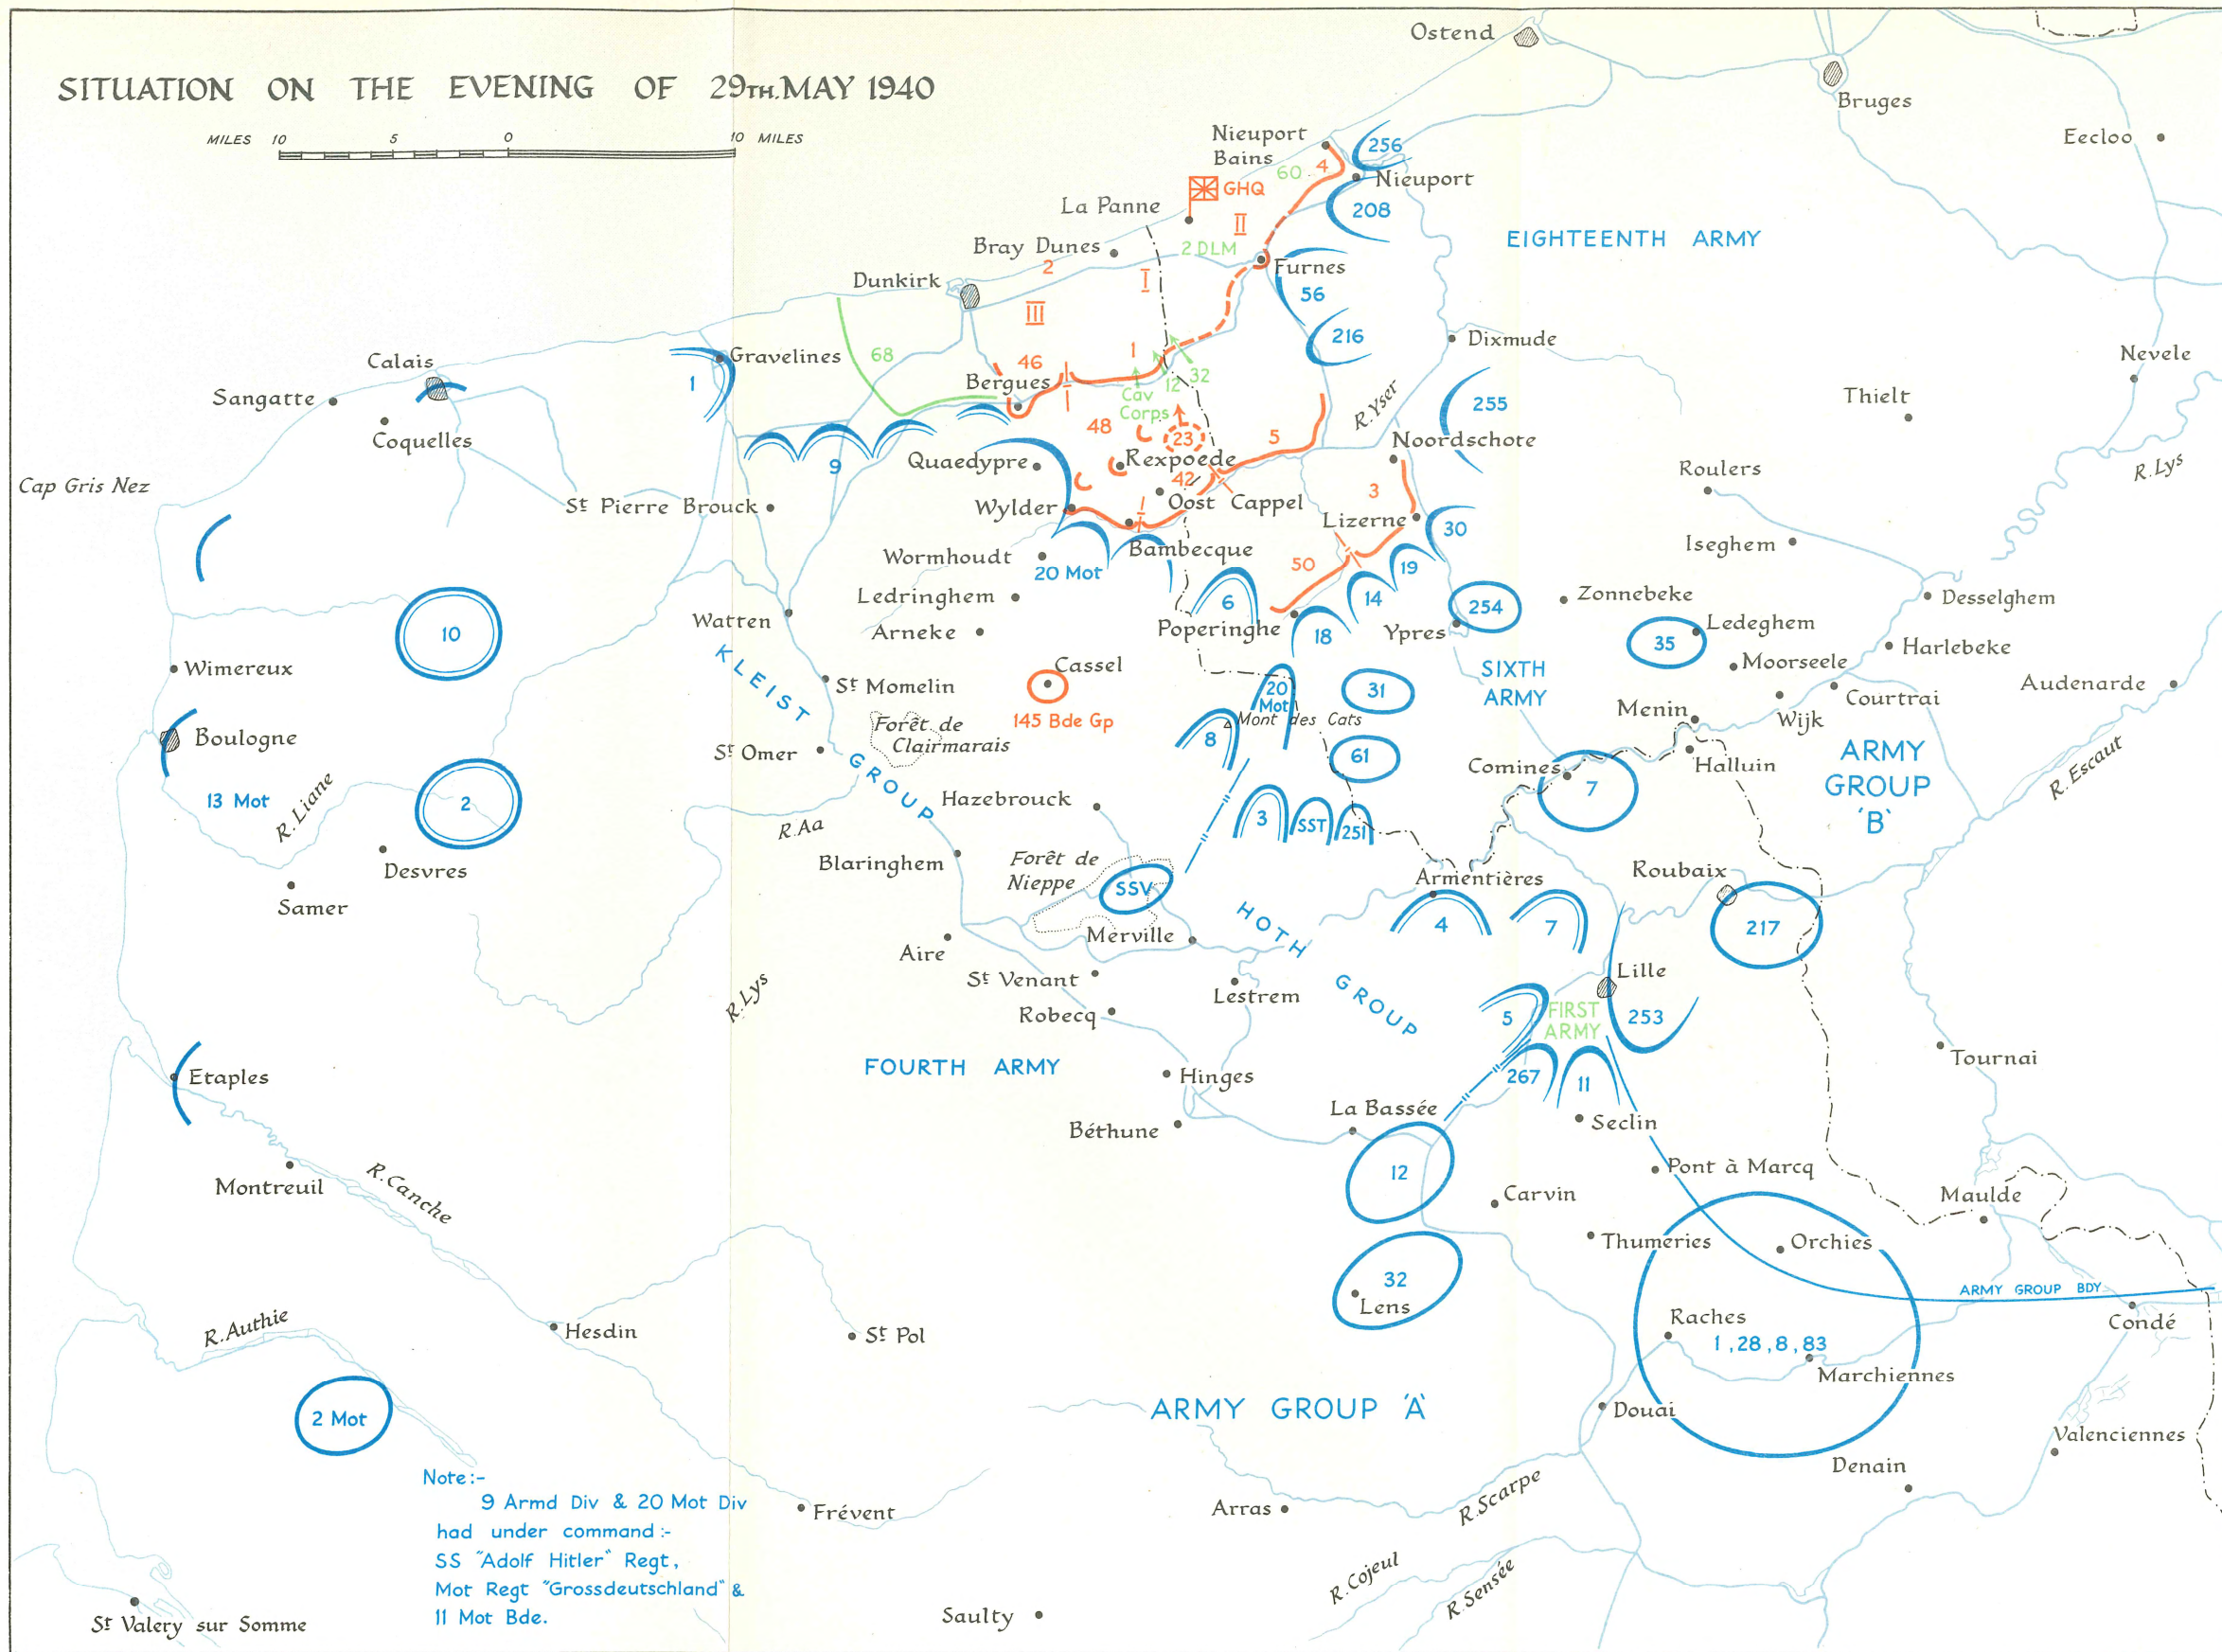 SITUATION ON THE EVENING OF 29TH. MAY 1940
MILES 10 5 0 10 MILES
Ostend
Bruges
Eecloo
Nieuport
Bains
256
60
4
Nieuport
GHQ
208
La Panne
II
EIGHTEENTH ARMY
Bray Dunes
2 DLM
2
Furnes
Dunkirk
I
56
III
216
Dixmude
68
Gravelines
46
1
Nevele
Calais
1
Bergues
32
12
Cav
Corps
R.Yser
255
Thielt
Sangatte
Coquelles
48
23
5
Noordschote
9
Quaedypre
Rexpoede
Roulers
R.Lys
Cap Gris Nez
42
3
St Pierre Brouck
Wylder
Oost Cappel
Lizerne
30
Iseghem
Bambecque
Wormhoudt
20 Mot
50
19
Ledringhem
6
14
254
Zonnebeke
Desselghem
Watten
Arneke
Poperinghe
18
Ypres
35
Ledeghem
10
Harlebeke
Wimereux
Cassel
Moorseele
SIXTH
ARMY
KLEIST GROUP
St Momelin
20
Mot
31
Audenarde
Courtrai
145 Bde Gp
Menin
Wijk
Forêt de
Clairmarais
Mont des Cats
Boulogne
8
St Omer
61
Halluin
ARMY
GROUP
'B'
Comines
7
R.Escaut
13 Mot
2
R.Liane
Hazebrouck
3
SST
251
R.Aa
Desvres
Blaringhem
Forêt de
Nieppe
SSV
Armentières
Roubaix
Samer
HOTH GROUP
4
7
217
Merville
Aire
St Venant
Lestrem
Lille
R.Lys
Robecq
5
FIRST
ARMY
253
Tournai
FOURTH ARMY
Etaples
Hinges
267
11
La Bassée
Seclin
Béthune
Pont à Marcq
12
Montreuil
R.Canche
Carvin
Maulde
Thumeries
Orchies
32
Lens
ARMY GROUP BDY
R.Authie
Hesdin
St Pol
Raches
Condé
1,28,8,83
Marchiennes
2 Mot
ARMY GROUP 'A'
Douai
Valenciennes
Denain
Note:-
9 Armd Div & 20 Mot Div
had under command:-
SS "Adolf Hitler" Regt,
Mot Regt "Grossdeutschland" &
11 Mot Bde.
Frévent
Arras
R.Scarpe
R.Cojeul
R.Sensée
St Valery sur Somme
Saulty